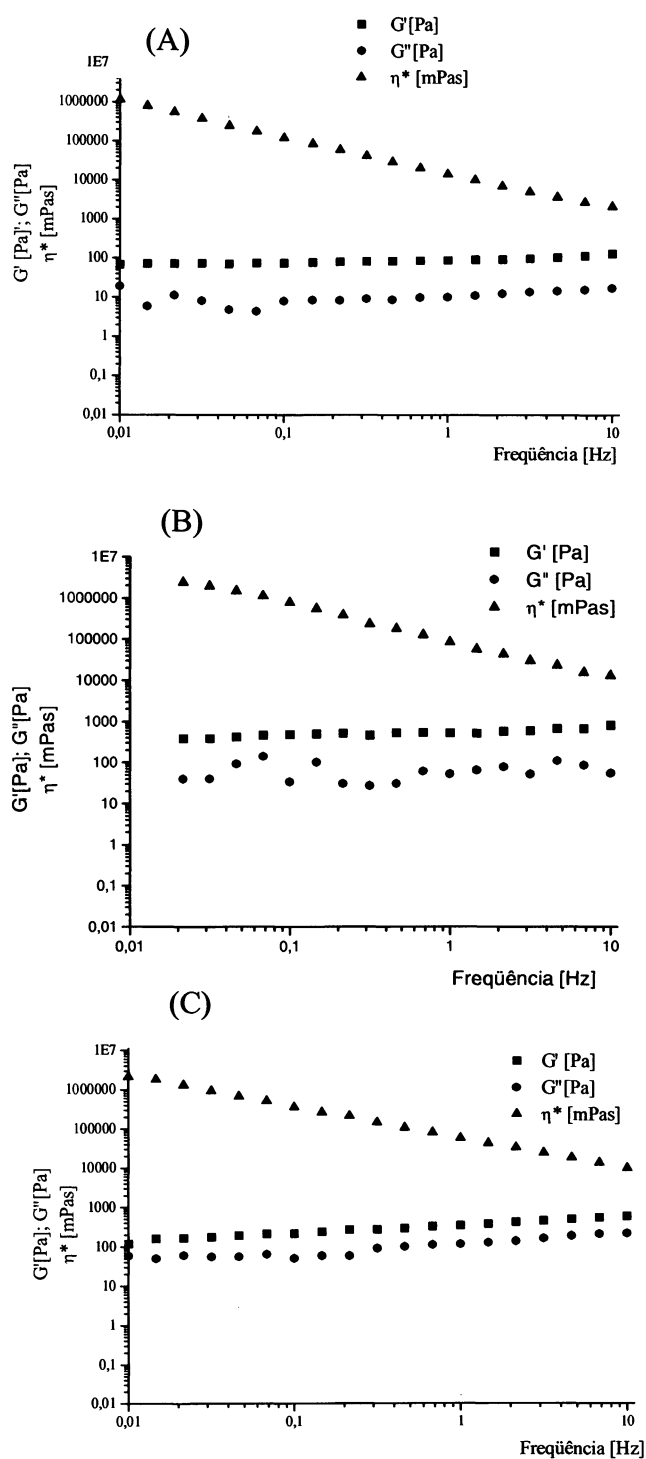 (A)
G'[Pa]
G''[Pa]
η* [mPas]
1E7
1000000
100000
10000
1000
100
10
1
0,1
0,01
G' [Pa]'; G''[Pa]
η* [mPas]
0,01
0,1
1
10
Freqüência [Hz]
(B)
G' [Pa]
G'' [Pa]
η* [mPas]
1E7
1000000
100000
10000
1000
100
10
1
0,1
0,01
G'[Pa]; G''[Pa]
η* [mPas]
0,01
0,1
1
10
Freqüência [Hz]
(C)
G' [Pa]
G''[Pa]
η* [mPas]
1E7
1000000
100000
10000
1000
100
10
1
0,1
0,01
G'[Pa]; G''[Pa]
η* [mPas]
0,01
0,1
1
10
Freqüência [Hz]